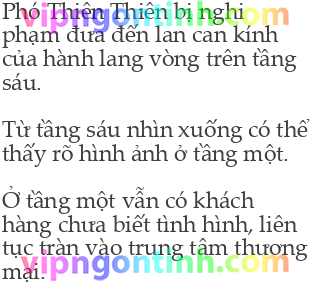 Phó Thiên Thiên bị nghi
vipngontinh.com
phạm đưa đến lan can kính
của hành lang vòng trên tầng
sáu.
Từ tầng sáu nhìn xuống có thể
thấy rõ hình ảnh ở tầng một.
Ở tầng một vẫn có khách
hàng chưa biết tình hình, liên
tục tràn vào trung tâm thương
vipngontinh.com
mại.